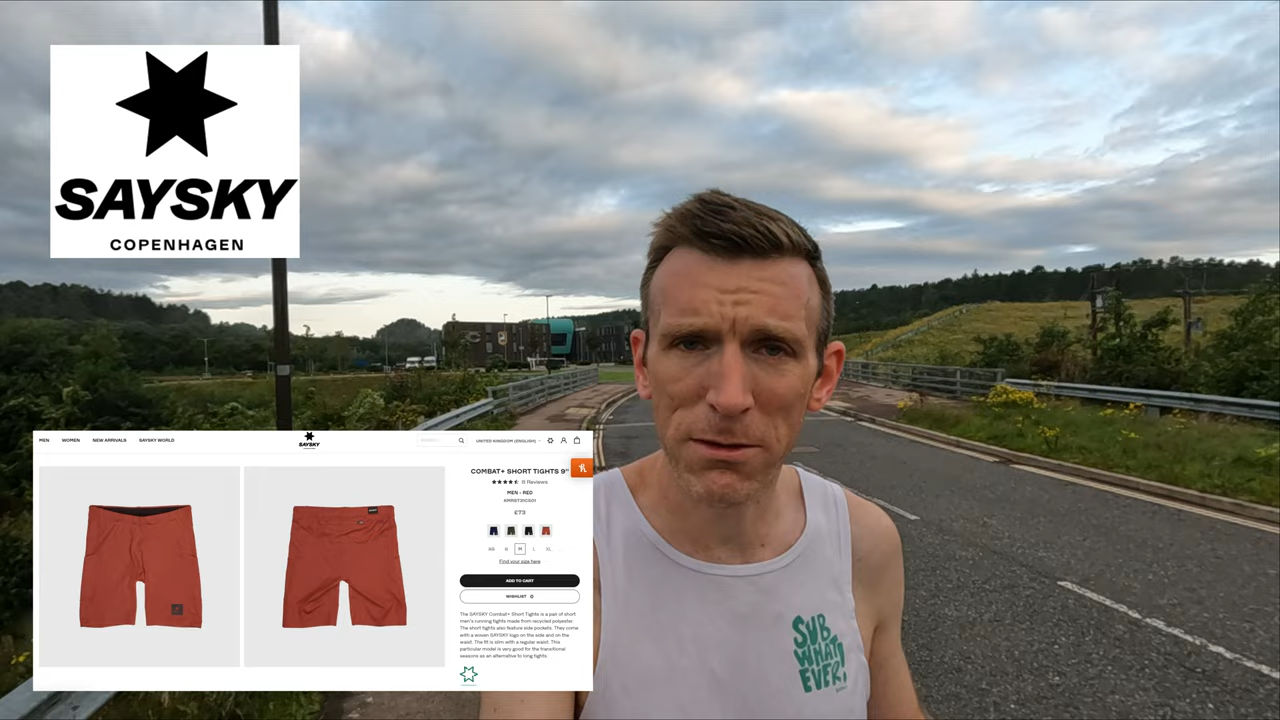 SAYSKY
COPENHAGEN
MEN WOMEN NEW ARRIVALS SAYSKY WORLD
SAYSKY
UNITED KINGDOM (ENGLISH)
COMBAT+ SHORT TIGHTS 9"
8 Reviews
MEN - RED
£73
XS S M L XL
Find your size here
ADD TO CART
WISHLIST
The SAYSKY Combat+ Short Tights is a pair of short
men's running tights made from recycled polyester.
The short tights also feature side pockets. They come
with a woven SAYSKY logo on the side and on the
waist. The fit is slim with a regular waist. This
particular model is very good for the transitional
seasons as an alternative to long tights.
SUB
WHAT
EVER!